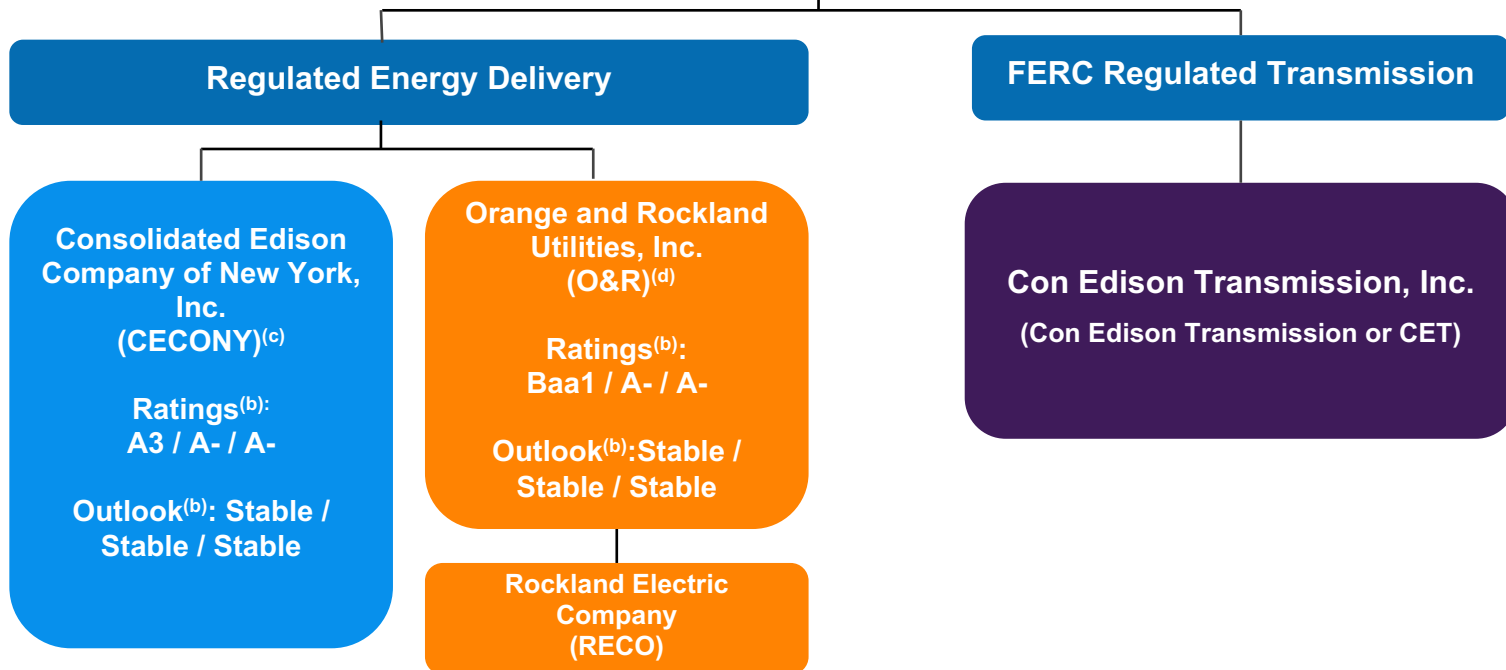 Regulated Energy Delivery
FERC Regulated Transmission
Consolidated Edison
Company of New York,
Inc.
(CECONY)(c)
Ratings(b):
A3 / A- / A-
Outlook(b): Stable /
Stable / Stable
Orange and Rockland
Utilities, Inc.
(O&R)(d)
Ratings(b):
Baa1 / A- / A-
Outlook(b):Stable /
Stable / Stable
Rockland Electric
Company
(RECO)
Con Edison Transmission, Inc.
(Con Edison Transmission or CET)